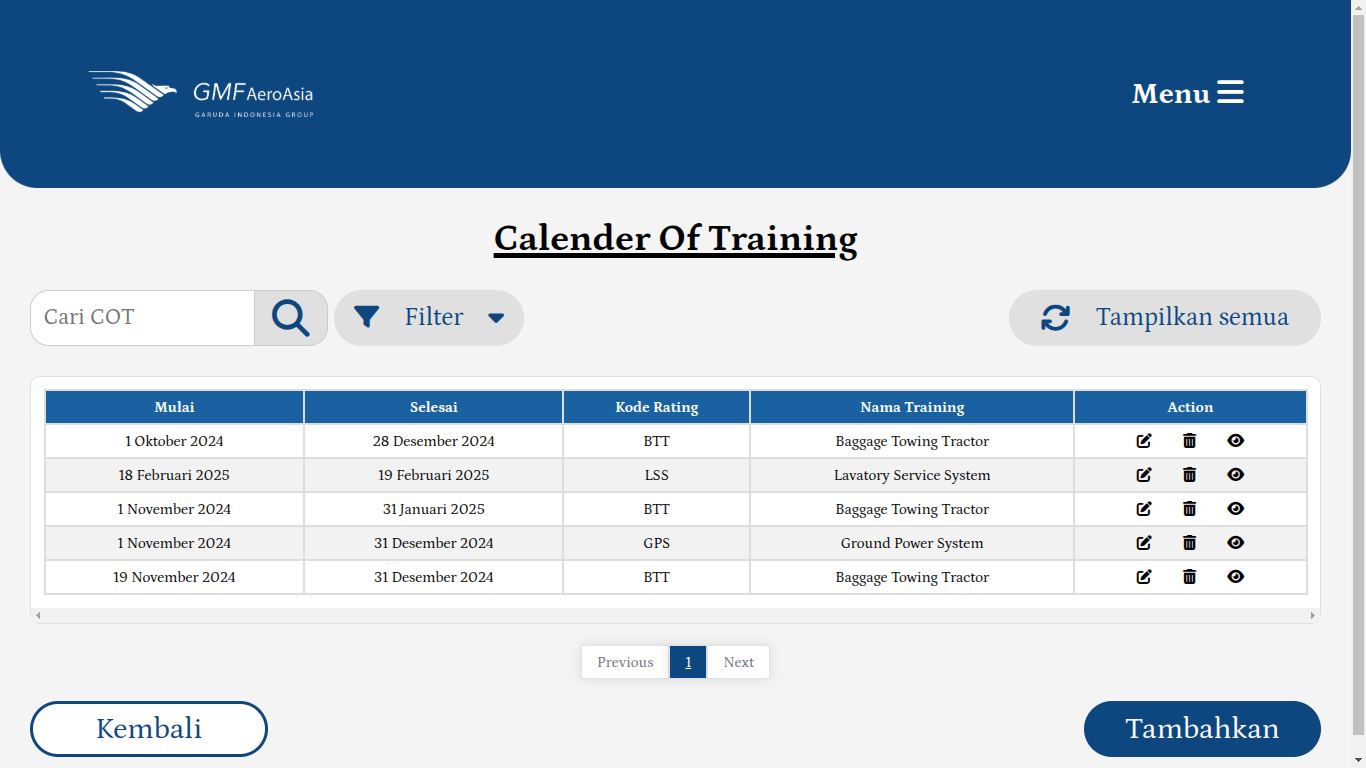 GMF AeroAsia
GARUDA INDONESIA GROUP
Menu
Calender Of Training
Cari COT
Filter
Tampilkan semua
Mulai Selesai Kode Rating Nama Training Action
1 Oktober 2024 28 Desember 2024 BTT Baggage Towing Tractor
18 Februari 2025 19 Februari 2025 LSS Lavatory Service System
1 November 2024 31 Januari 2025 BTT Baggage Towing Tractor
1 November 2024 31 Desember 2024 GPS Ground Power System
19 November 2024 31 Desember 2024 BTT Baggage Towing Tractor
Previous 1 Next
Kembali
Tambahkan